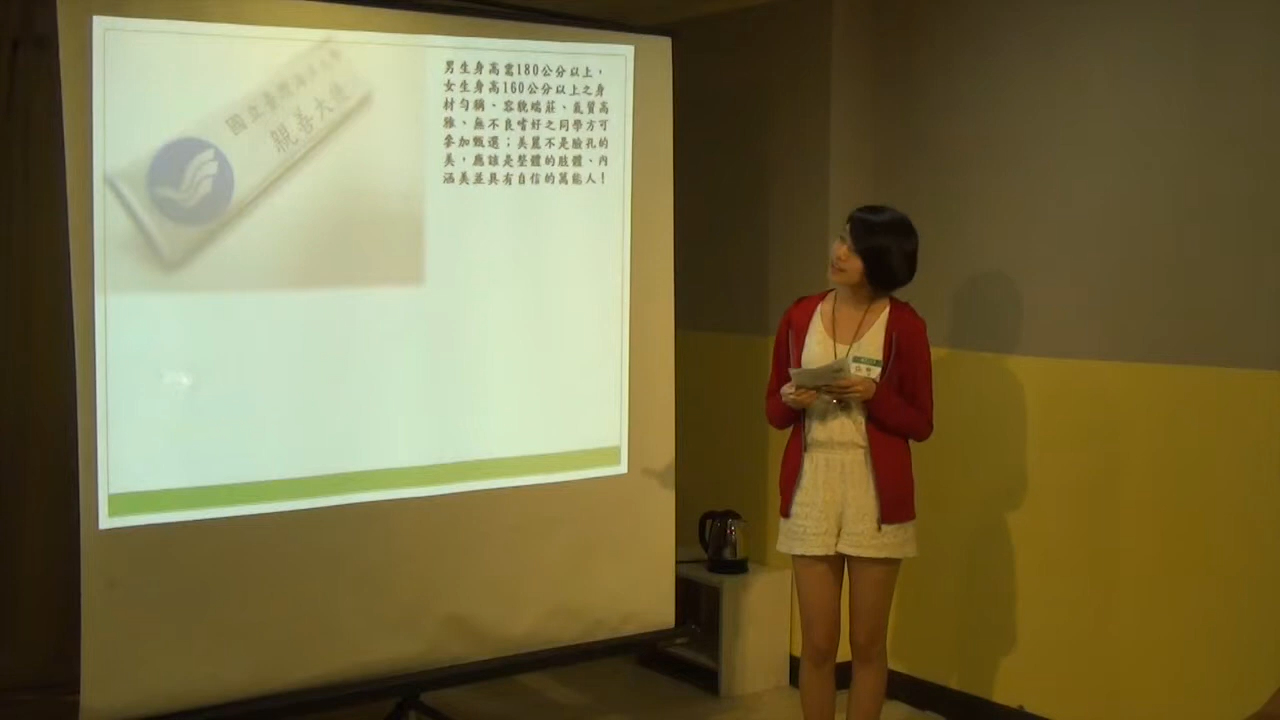 國立臺灣海洋大學
親善大使
男生身高需180公分以上，
女生身高160公分以上之身
材勻稱、容貌端莊、氣質高
雅、無不良嗜好之同學方可
參加甄選；美麗不是臉孔的
美，應該是整體的肢體、內
涵美並具有自信的萬能人！